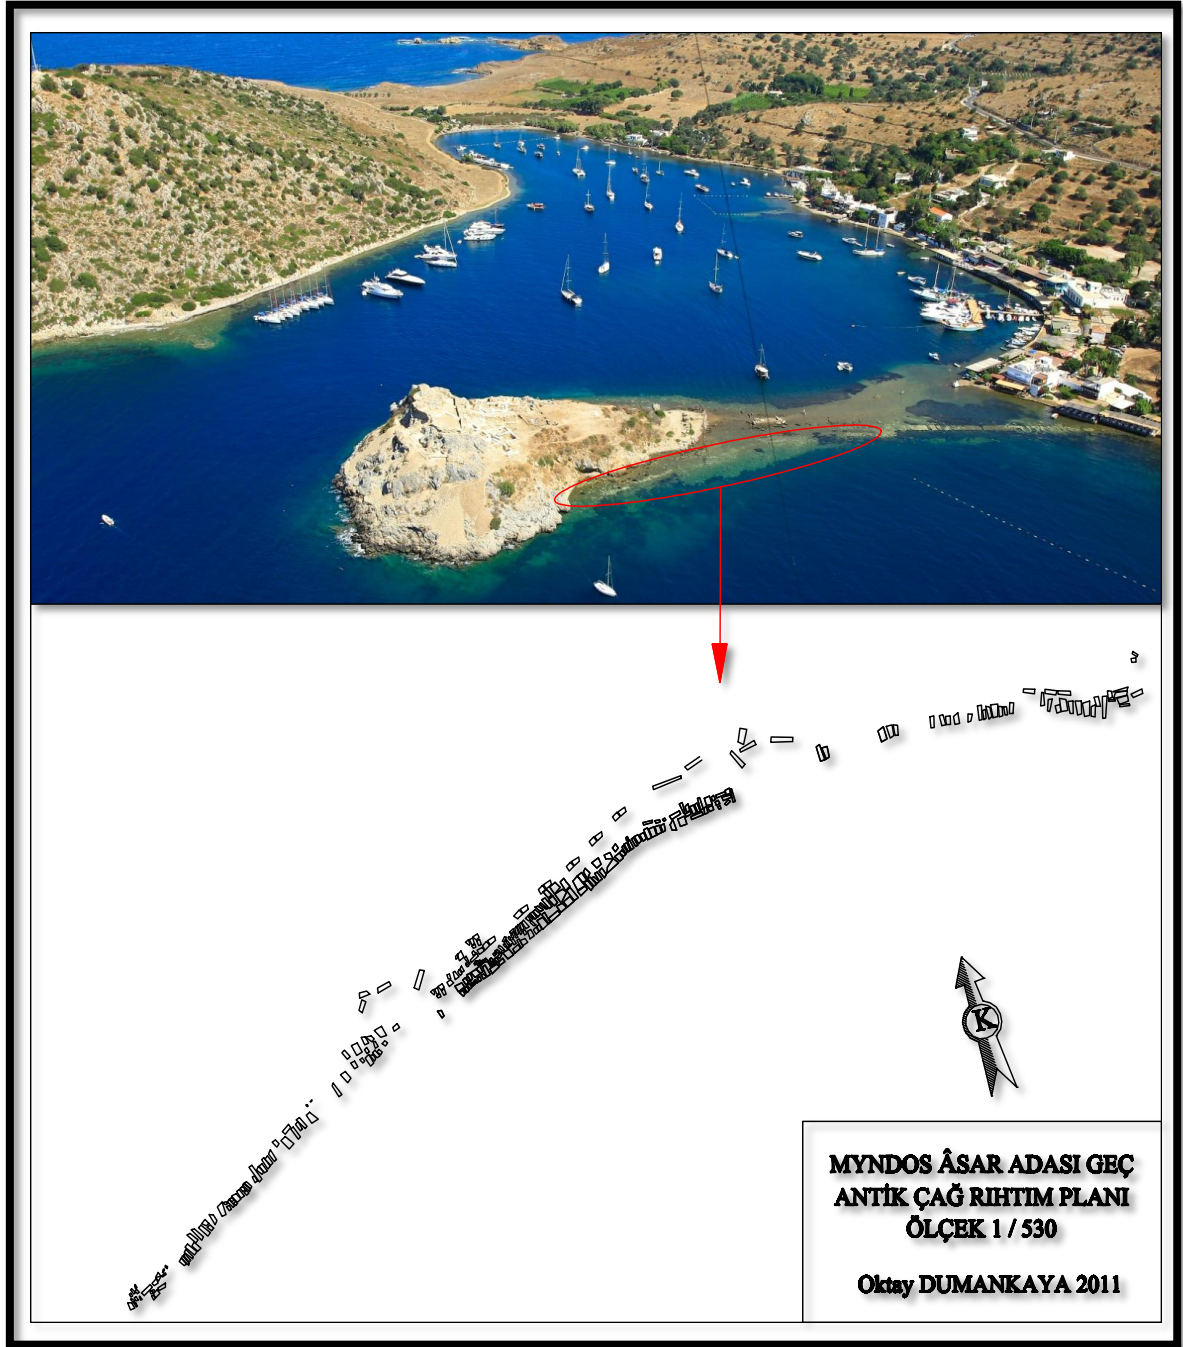 K
MYNDOS ÂSAR ADASI GEÇ
ANTİK ÇAĞ RIHTIM PLANI
ÖLÇEK 1 / 530
Oktay DUMANKAYA 2011